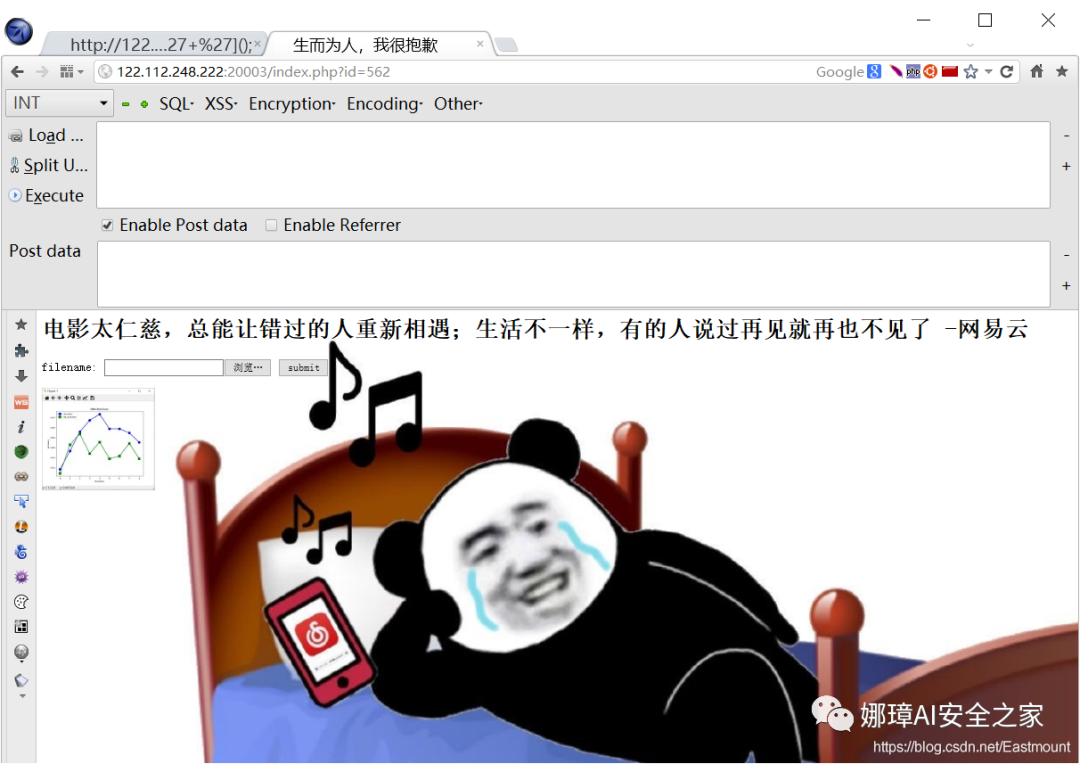 http://122....27+%27]();
生而为人，我很抱歉
122.112.248.222:20003/index.php?id=562
Google
INT
SQL
XSS
Encryption
Encoding
Other
Load ...
Split U...
Execute
Enable Post data
Enable Referrer
Post data
电影太仁慈，总能让错过的人重新相遇；生活不一样，有的人说过再见就再也不见了 -网易云
filename:
浏览…
submit
娜璋AI安全之家
https://blog.csdn.net/Eastmount